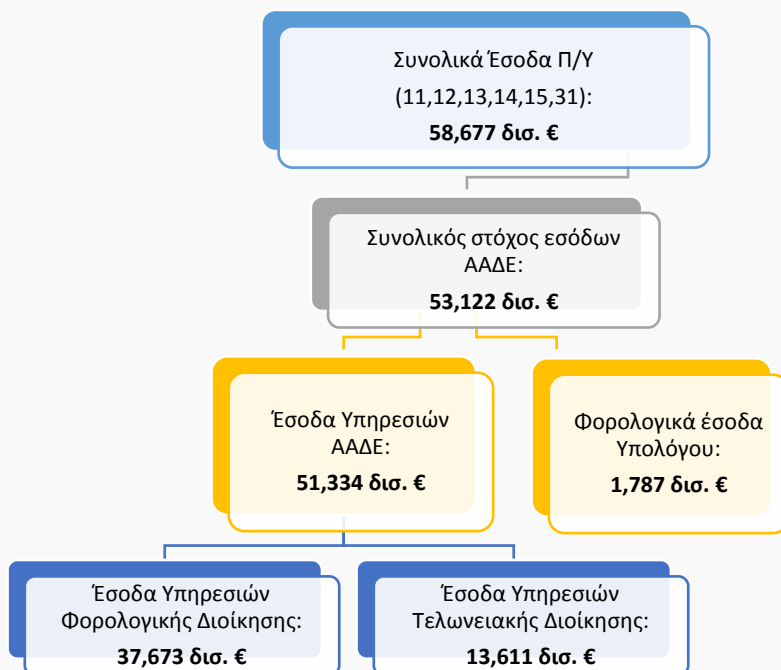 Συνολικά Έσοδα Π/Υ
(11,12,13,14,15,31):
58,677 δισ. €
Συνολικός στόχος εσόδων
ΑΑΔΕ:
53,122 δισ. €
Έσοδα Υπηρεσιών
ΑΑΔΕ:
51,334 δισ. €
Φορολογικά έσοδα
Υπολόγου:
1,787 δισ. €
Έσοδα Υπηρεσιών
Φορολογικής Διοίκησης:
37,673 δισ. €
Έσοδα Υπηρεσιών
Τελωνειακής Διοίκησης:
13,611 δισ. €